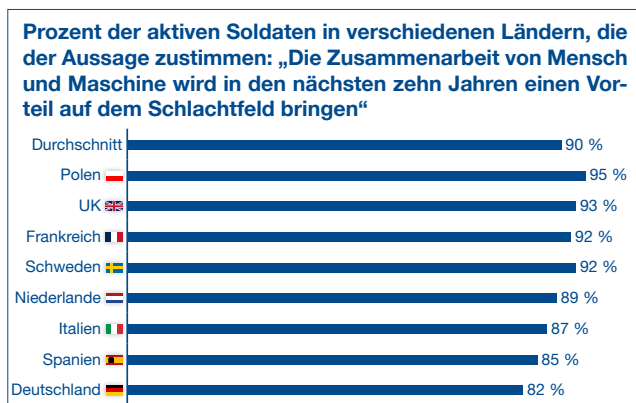 Prozent der aktiven Soldaten in verschiedenen Ländern, die
der Aussage zustimmen: „Die Zusammenarbeit von Mensch
und Maschine wird in den nächsten zehn Jahren einen Vor-
teil auf dem Schlachtfeld bringen“
Durchschnitt 90 %
Polen 95 %
UK 93 %
Frankreich 92 %
Schweden 92 %
Niederlande 89 %
Italien 87 %
Spanien 85 %
Deutschland 82 %